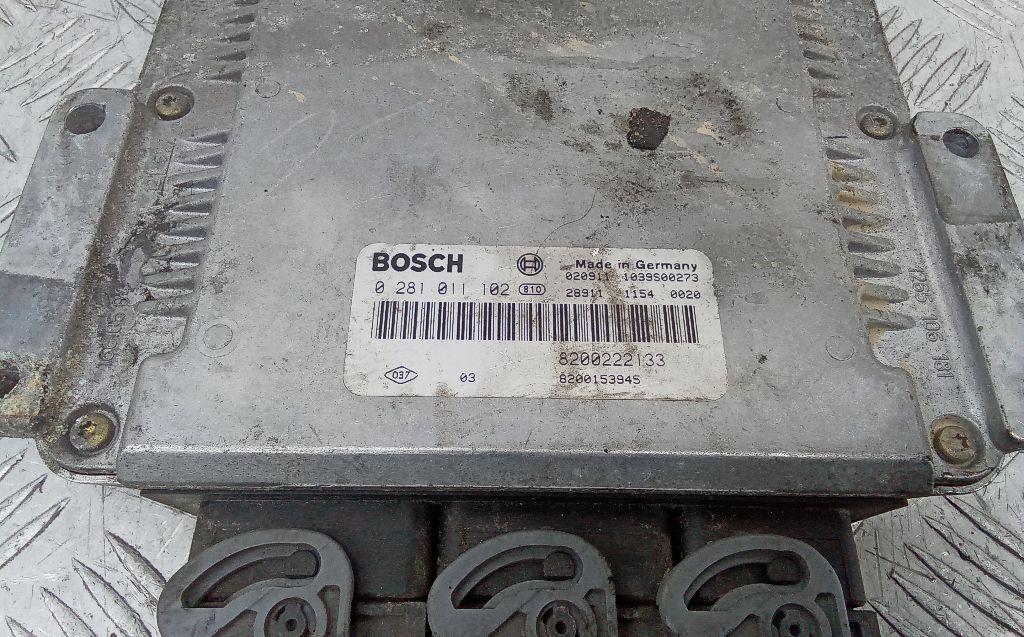 BOSCH Made in Germany
020911 1039S00273
0 281 011 102 810 28911 1154 0020
8200222133
037 03 8200153945